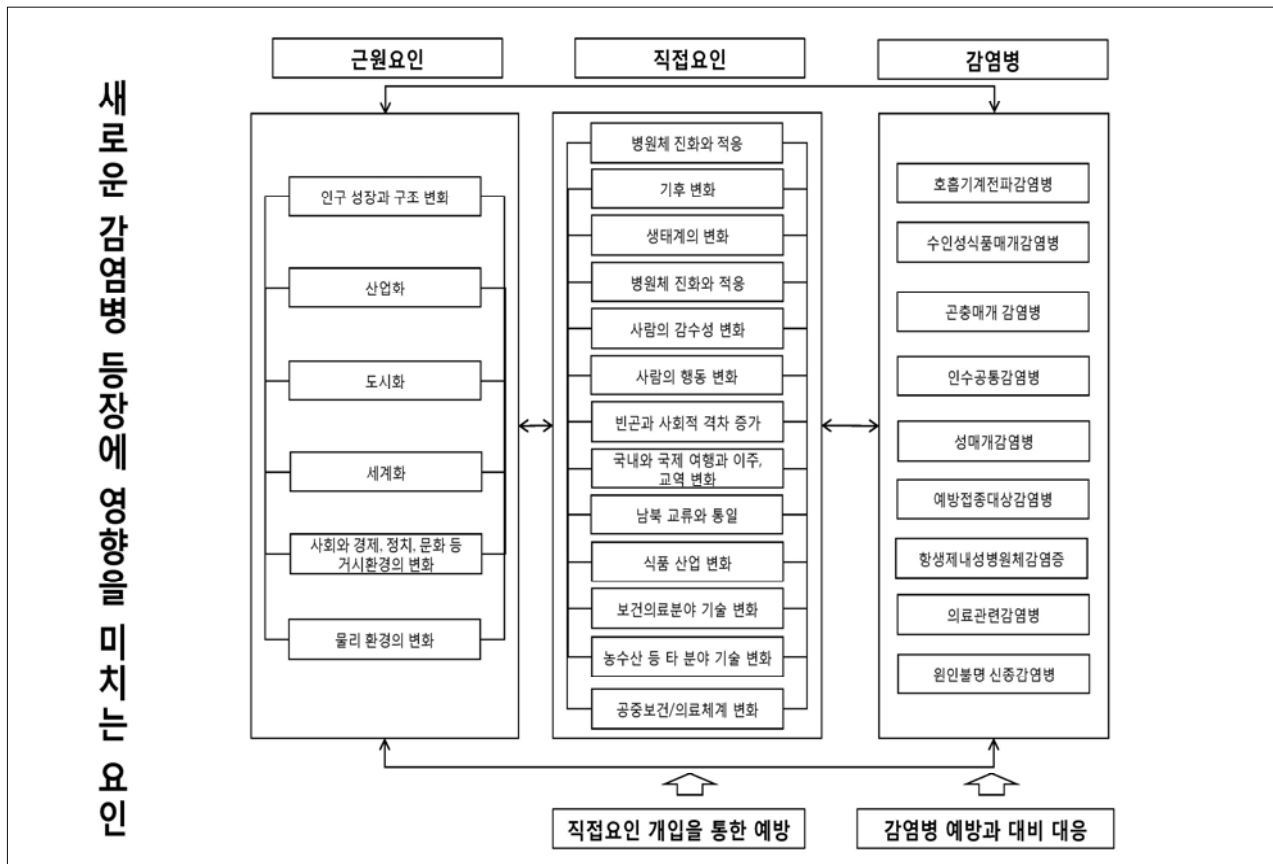 새로운 감염병 등장에 영향을 미치는 요인
근원요인
인구 성장과 구조 변화
산업화
도시화
세계화
사회와 경제, 정치, 문화 등
거시환경의 변화
물리 환경의 변화
직접요인
병원체 진화와 적응
기후 변화
생태계의 변화
병원체 진화와 적응
사람의 감수성 변화
사람의 행동 변화
빈곤과 사회적 격차 증가
국내와 국제 여행과 이주,
교역 변화
남북 교류와 통일
식품 산업 변화
보건의료분야 기술 변화
농수산 등 타 분야 기술 변화
공중보건/의료체계 변화
감염병
호흡기계전파감염병
수인성식품매개감염병
곤충매개 감염병
인수공통감염병
성매개감염병
예방접종대상감염병
항생제내성병원체감염증
의료관련감염병
원인불명 신종감염병
직접요인 개입을 통한 예방
감염병 예방과 대비 대응